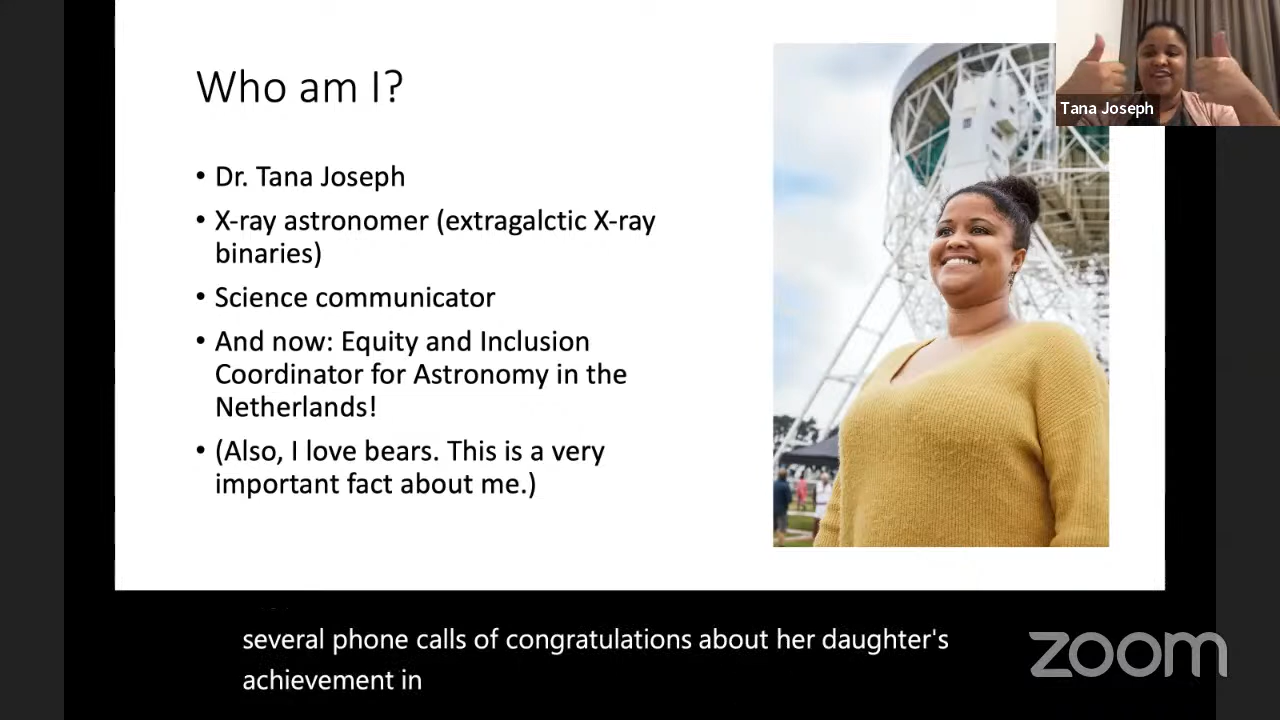 Who am I?
• Dr. Tana Joseph
• X-ray astronomer (extragalctic X-ray
binaries)
• Science communicator
• And now: Equity and Inclusion
Coordinator for Astronomy in the
Netherlands!
• (Also, I love bears. This is a very
important fact about me.)
Tana Joseph
several phone calls of congratulations about her daughter's
achievement in
zoom